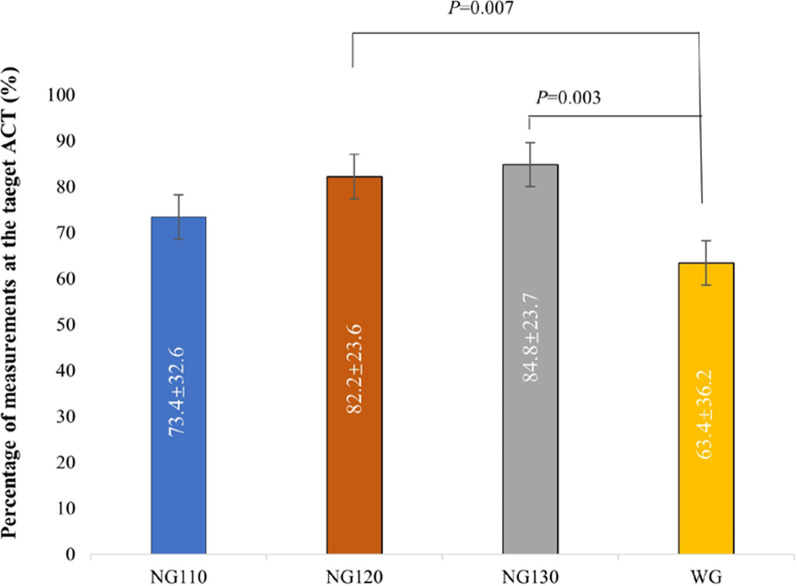 P=0.007
P=0.003
Percentage of measurements at the taeget ACT (%)
100
90
80
70
60
50
40
30
20
10
0
73.4±32.6
82.2±23.6
84.8±23.7
63.4±36.2
NG110
NG120
NG130
WG